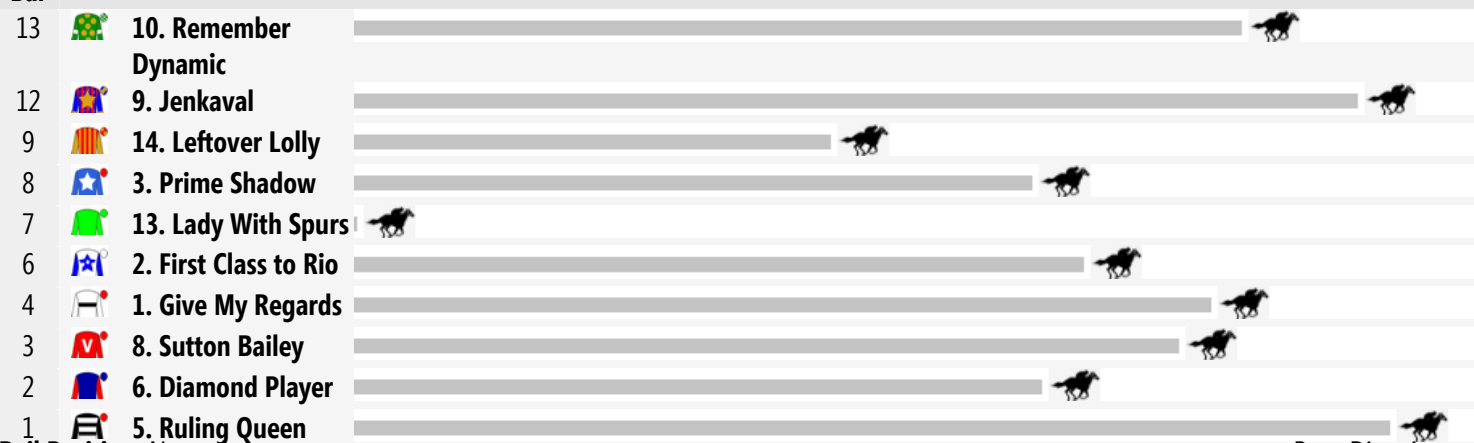 13 10. Remember
Dynamic
12 9. Jenkaval
9 14. Leftover Lolly
8 3. Prime Shadow
7 13. Lady With Spurs
6 2. First Class to Rio
4 1. Give My Regards
3 V 8. Sutton Bailey
2 6. Diamond Player
1 5. Ruling Queen